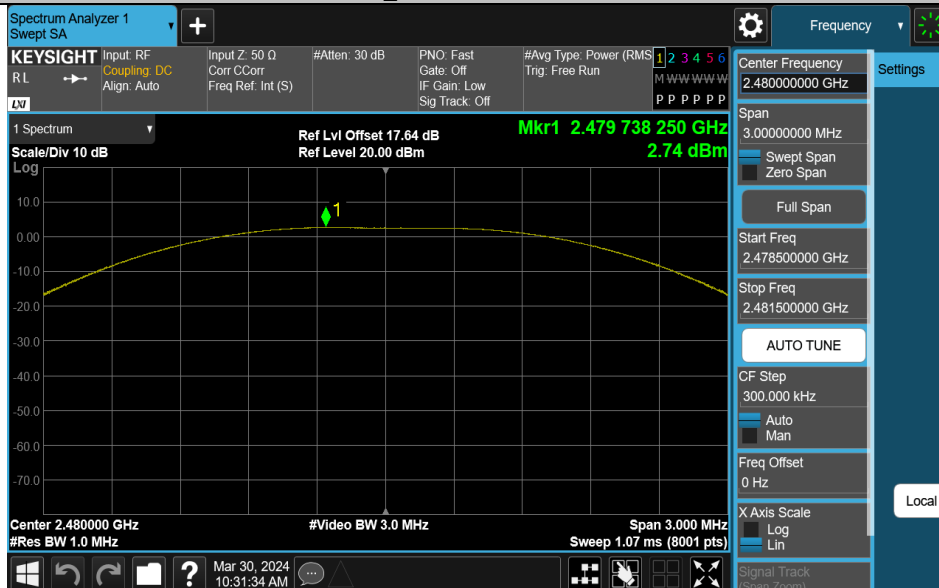 Spectrum Analyzer 1
Swept SA
+
Frequency
KEYSIGHT
RL
LXI
Input: RF
Coupling: DC
Align: Auto
Input Z: 50 Ω
Corr CCorr
Freq Ref: Int (S)
#Atten: 30 dB
PNO: Fast
Gate: Off
IF Gain: Low
Sig Track: Off
#Avg Type: Power (RMS
Trig: Free Run
1 2 3 4 5 6
M W W W W W
P P P P P P
1 Spectrum
Scale/Div 10 dB
Log
Ref Lvl Offset 17.64 dB
Ref Level 20.00 dBm
Mkr1 2.479 738 250 GHz
2.74 dBm
1
10.0
0.00
-10.0
-20.0
-30.0
-40.0
-50.0
-60.0
-70.0
Center 2.480000 GHz
#Res BW 1.0 MHz
#Video BW 3.0 MHz
Span 3.000 MHz
Sweep 1.07 ms (8001 pts)
Center Frequency
2.480000000 GHz
Span
3.00000000 MHz
Swept Span
Zero Span
Full Span
Start Freq
2.478500000 GHz
Stop Freq
2.481500000 GHz
AUTO TUNE
CF Step
300.000 kHz
Auto
Man
Freq Offset
0 Hz
X Axis Scale
Log
Lin
Signal Track
(Span Zoom)
Settings
Local
?
Mar 30, 2024
10:31:34 AM